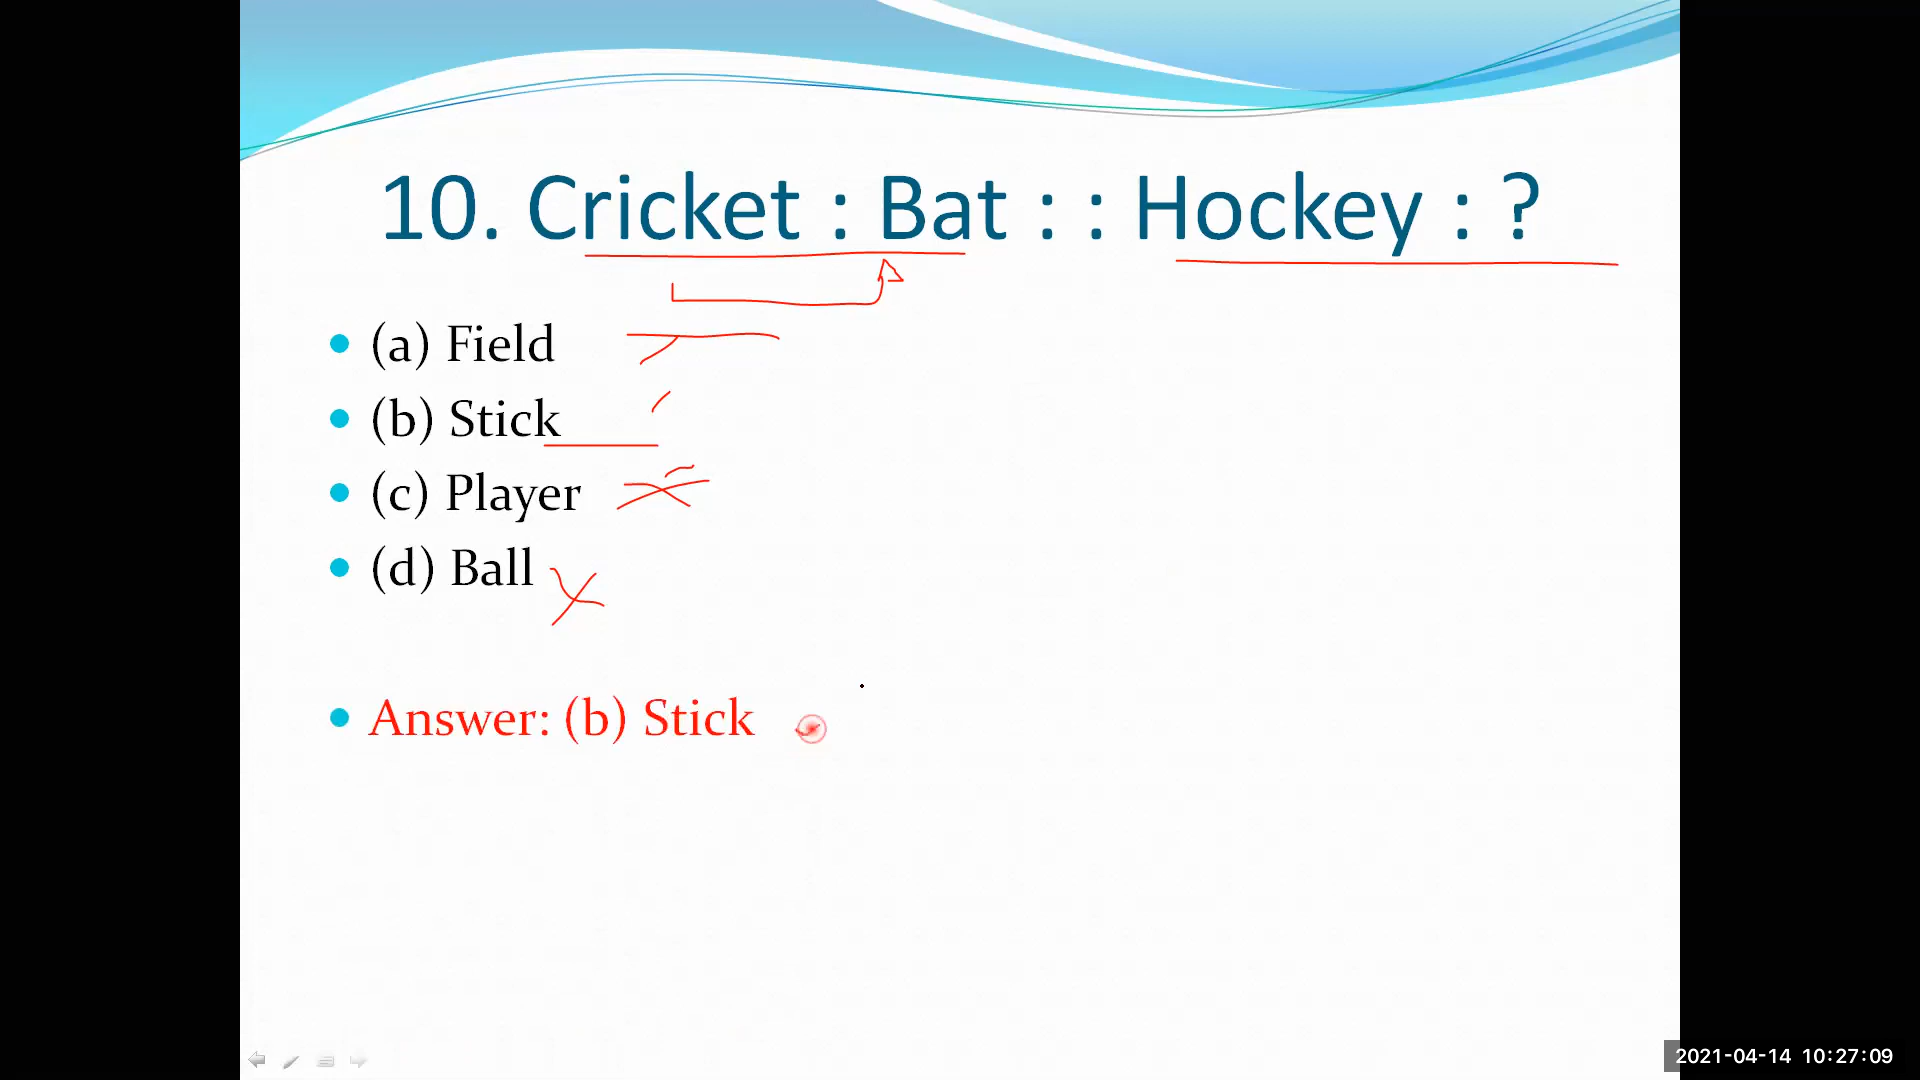 10. Cricket : Bat : : Hockey : ?
(a) Field
(b) Stick
(c) Player
(d) Ball
Answer: (b) Stick
2021-04-14 10:27:09